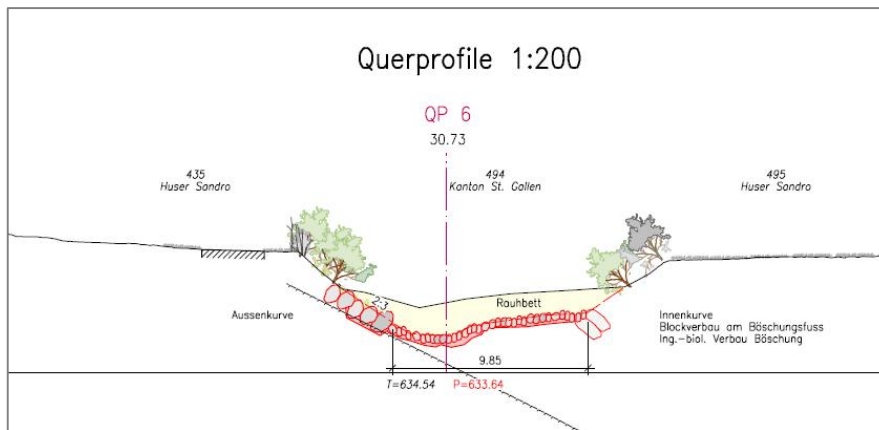 Querprofile 1:200
QP 6
30.73
435
Huser Sandro
494
Kanton St. Gallen
495
Huser Sandro
2:3
Rauhbett
Aussenkurve
Innenkurve
Blockverbau am Böschungsfuss
Ing.-biol. Verbau Böschung
9.85
T=634.54
P=633.64